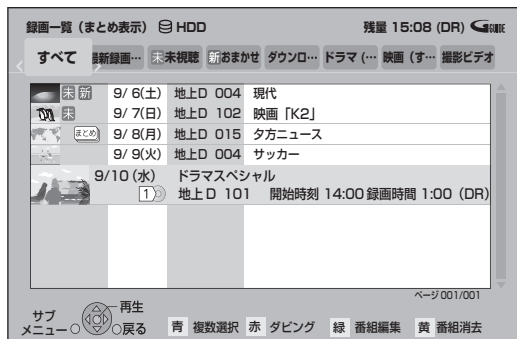 録画一覧（まとめ表示） HDD 残量 15:08 (DR) GGUIDE
すべて 最新録画… 未 未視聴 新 おまかせ ダウンロ… ドラマ (… 映画 (す… 撮影ビデオ
未 新 9/ 6(土) 地上D 004 現代
未 9/ 7(日) 地上D 102 映画「K2」
まとめ 9/ 8(月) 地上D 015 夕方ニュース
9/ 9(火) 地上D 004 サッカー
9/10 (水) ドラマスペシャル
1 地上D 101 開始時刻 14:00 録画時間 1:00 (DR)
ページ 001/001
サブメニュー 再生 戻る 青 複数選択 赤 ダビング 緑 番組編集 黄 番組消去